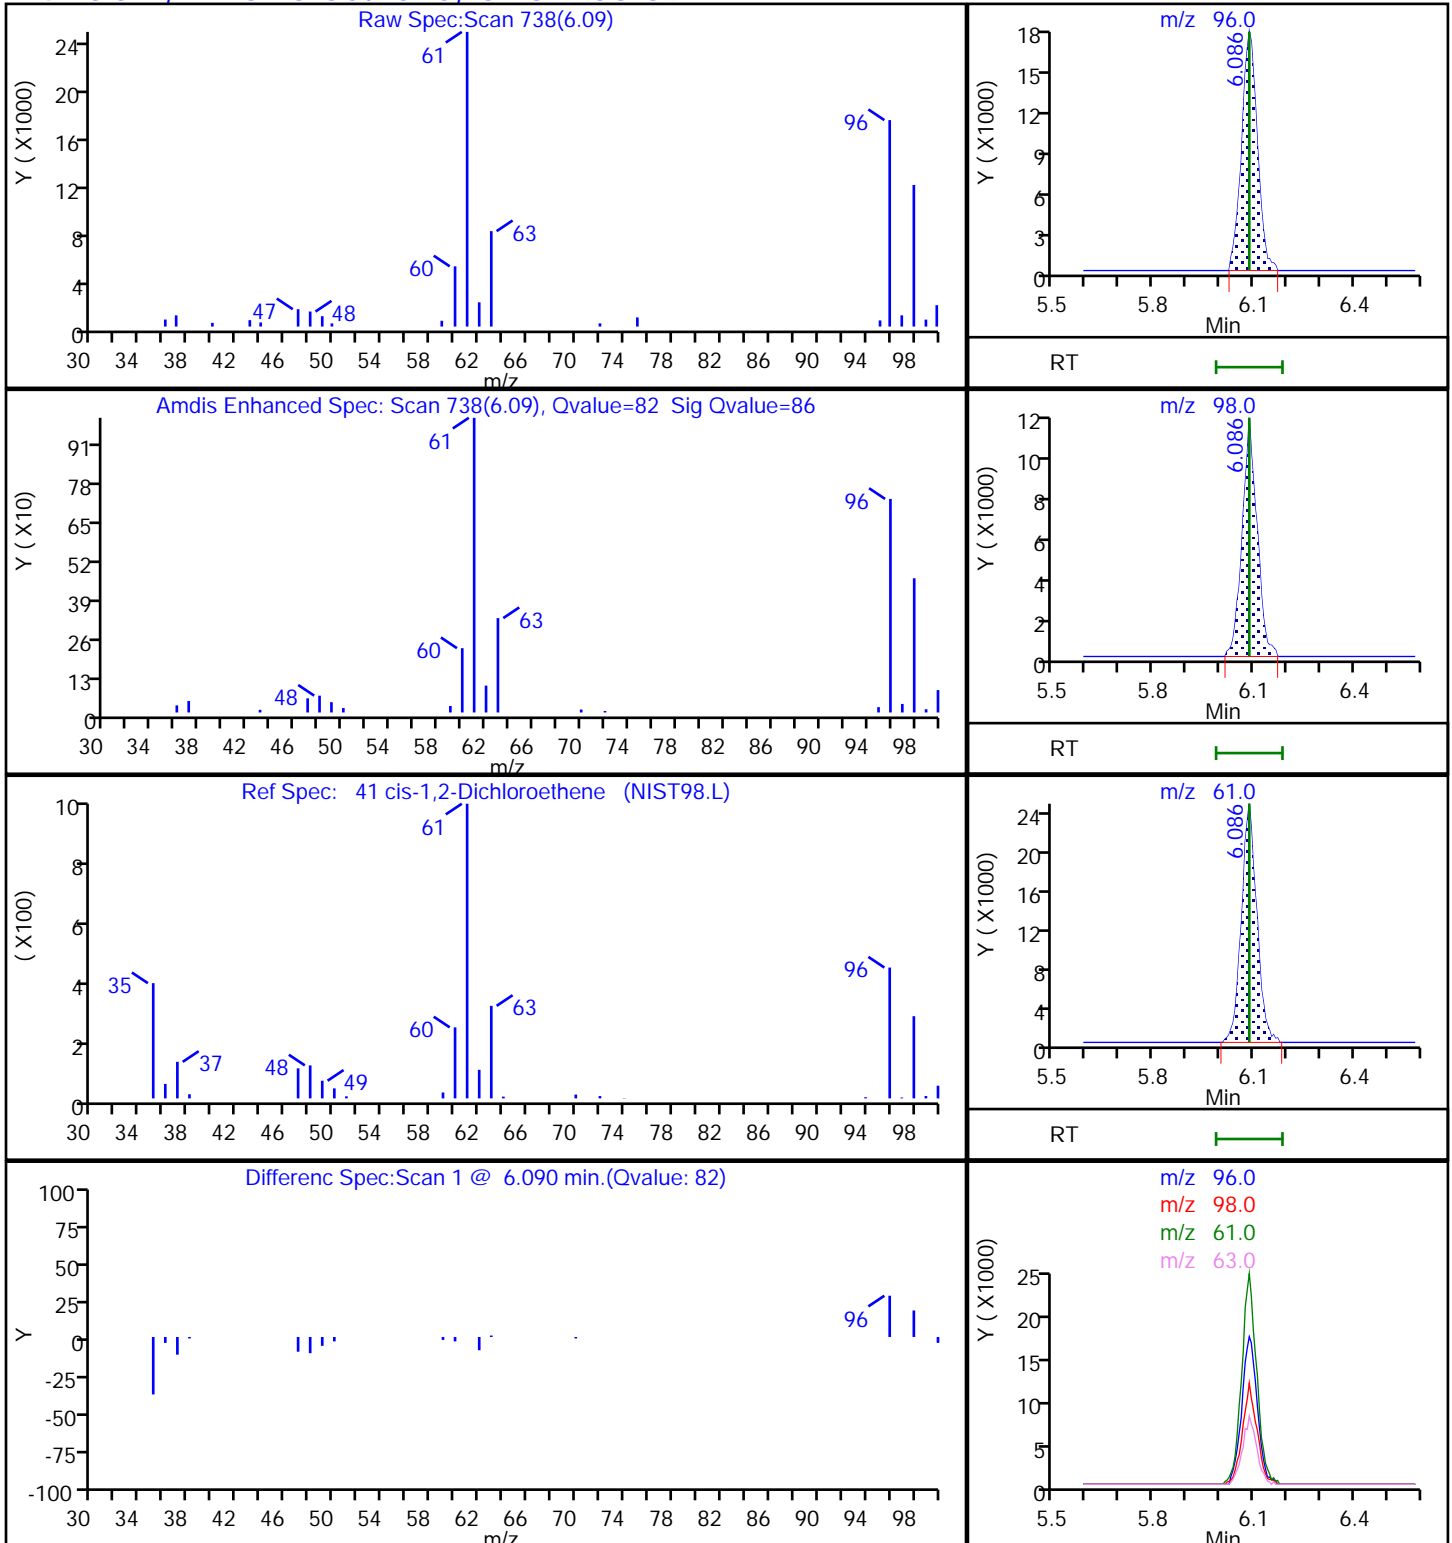 Raw Spec:Scan 738(6.09)
Y ( X1000)
24
20
16
12
8
4
0
61
96
63
60
47
48
30 34 38 42 46 50 54 58 62 66 70 74 78 82 86 90 94 98
m/z
m/z 96.0
Y ( X1000)
18
15
12
9
6
3
0
6.086
5.5 5.8 6.1 6.4
Min
RT
Amdis Enhanced Spec: Scan 738(6.09), Qvalue=82 Sig Qvalue=86
Y ( X10)
91
78
65
52
39
26
13
0
61
96
63
60
48
30 34 38 42 46 50 54 58 62 66 70 74 78 82 86 90 94 98
m/z
m/z 98.0
Y ( X1000)
12
10
8
6
4
2
0
6.086
5.5 5.8 6.1 6.4
Min
RT
Ref Spec: 41 cis-1,2-Dichloroethene (NIST98.L)
( X100)
10
8
6
4
2
0
61
96
35
63
60
37
48
49
30 34 38 42 46 50 54 58 62 66 70 74 78 82 86 90 94 98
m/z 61.0
Y ( X1000)
24
20
16
12
8
4
0
6.086
5.5 5.8 6.1 6.4
Min
RT
Differenc Spec:Scan 1 @ 6.090 min.(Qvalue: 82)
Y
100
75
50
25
0
-25
-50
-75
-100
96
30 34 38 42 46 50 54 58 62 66 70 74 78 82 86 90 94 98
m/z
m/z 96.0
m/z 98.0
m/z 61.0
m/z 63.0
Y ( X1000)
25
20
15
10
5
0
5.5 5.8 6.1 6.4
Min